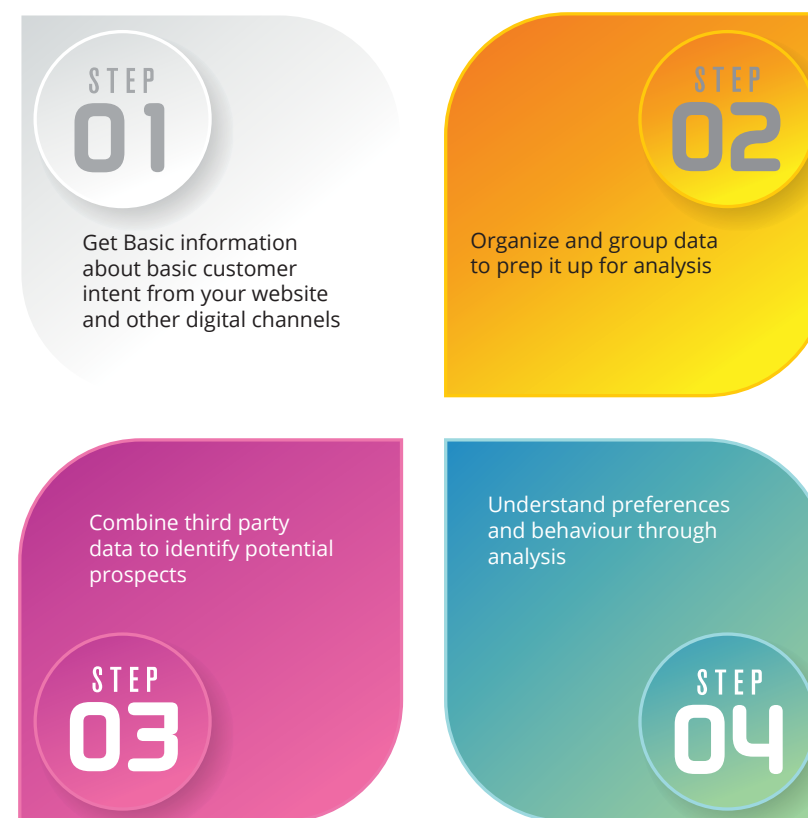 STEP
01
Get Basic information
about basic customer
intent from your website
and other digital channels
STEP
02
Organize and group data
to prep it up for analysis
Combine third party
data to identify potential
prospects
STEP
03
Understand preferences
and behaviour through
analysis
STEP
04